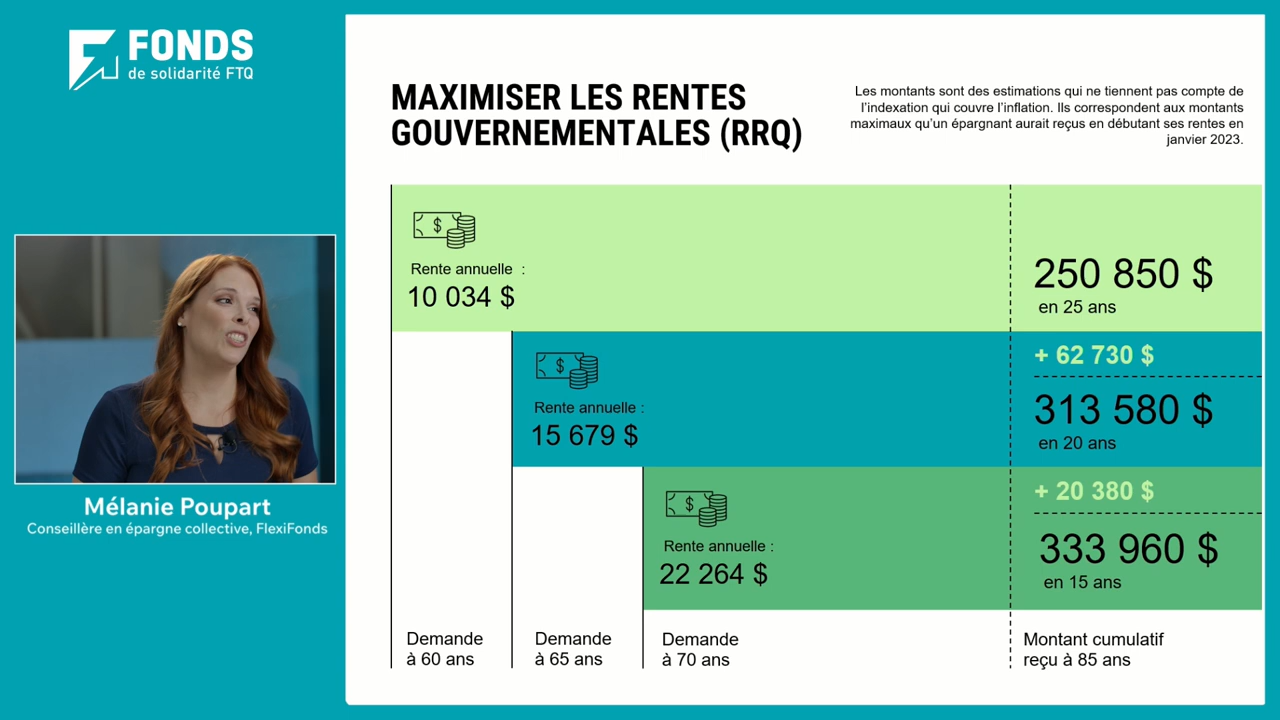 FONDS
de solidarité FTQ
MAXIMISER LES RENTES
GOUVERNEMENTALES (RRQ)
Les montants sont des estimations qui ne tiennent pas compte de
l'indexation qui couvre l'inflation. Ils correspondent aux montants
maximaux qu'un épargnant aurait reçus en débutant ses rentes en
janvier 2023.
Rente annuelle :
10 034 $
250 850 $
en 25 ans
Rente annuelle :
15 679 $
+ 62 730 $
313 580 $
en 20 ans
Rente annuelle :
22 264 $
+ 20 380 $
333 960 $
en 15 ans
Demande
à 60 ans
Demande
à 65 ans
Demande
à 70 ans
Montant cumulatif
reçu à 85 ans
Mélanie Poupart
Conseillère en épargne collective, FlexiFonds